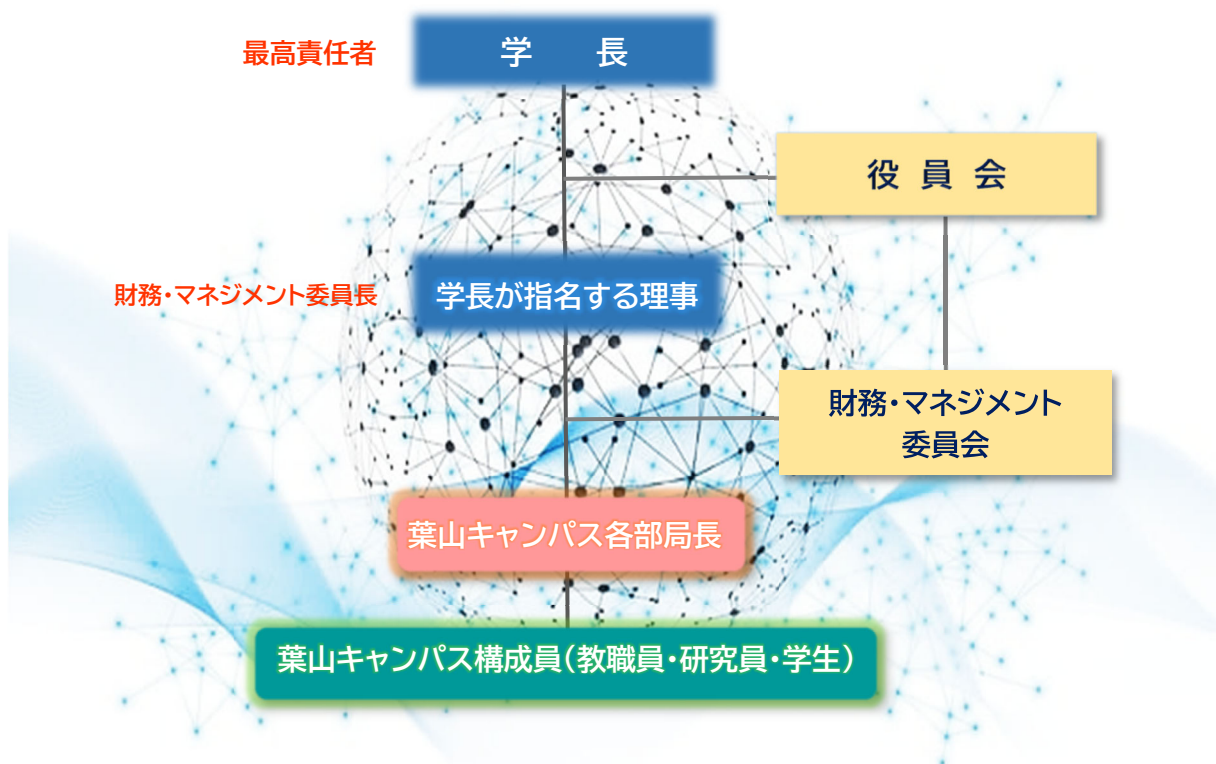 最高責任者
学　長
役 員 会
財務・マネジメント委員長
学長が指名する理事
財務・マネジメント
委員会
葉山キャンパス各部局長
葉山キャンパス構成員（教職員・研究員・学生）